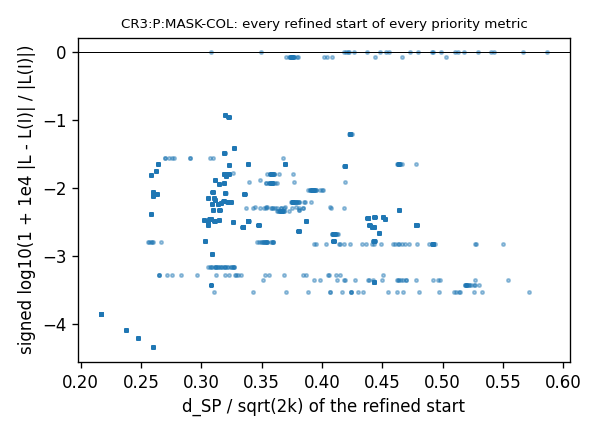 CR3:P:MASK-COL: every refined start of every priority metric
signed log10(1 + 1e4 |L - L(I)| / |L(I)|)
0
−1
−2
−3
−4
0.20 0.25 0.30 0.35 0.40 0.45 0.50 0.55 0.60
d_SP / sqrt(2k) of the refined start